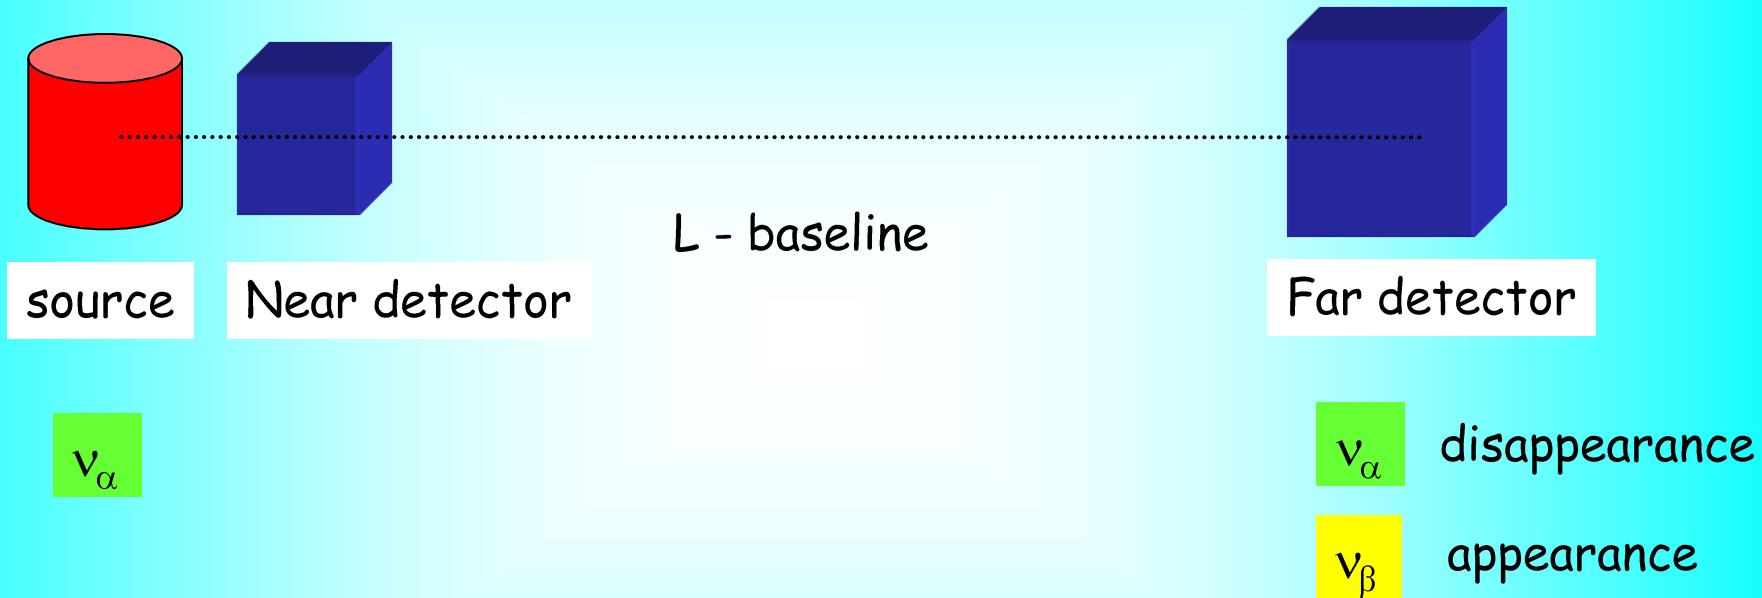 L - baseline
source
Near detector
Far detector
να
να disappearance
νβ appearance